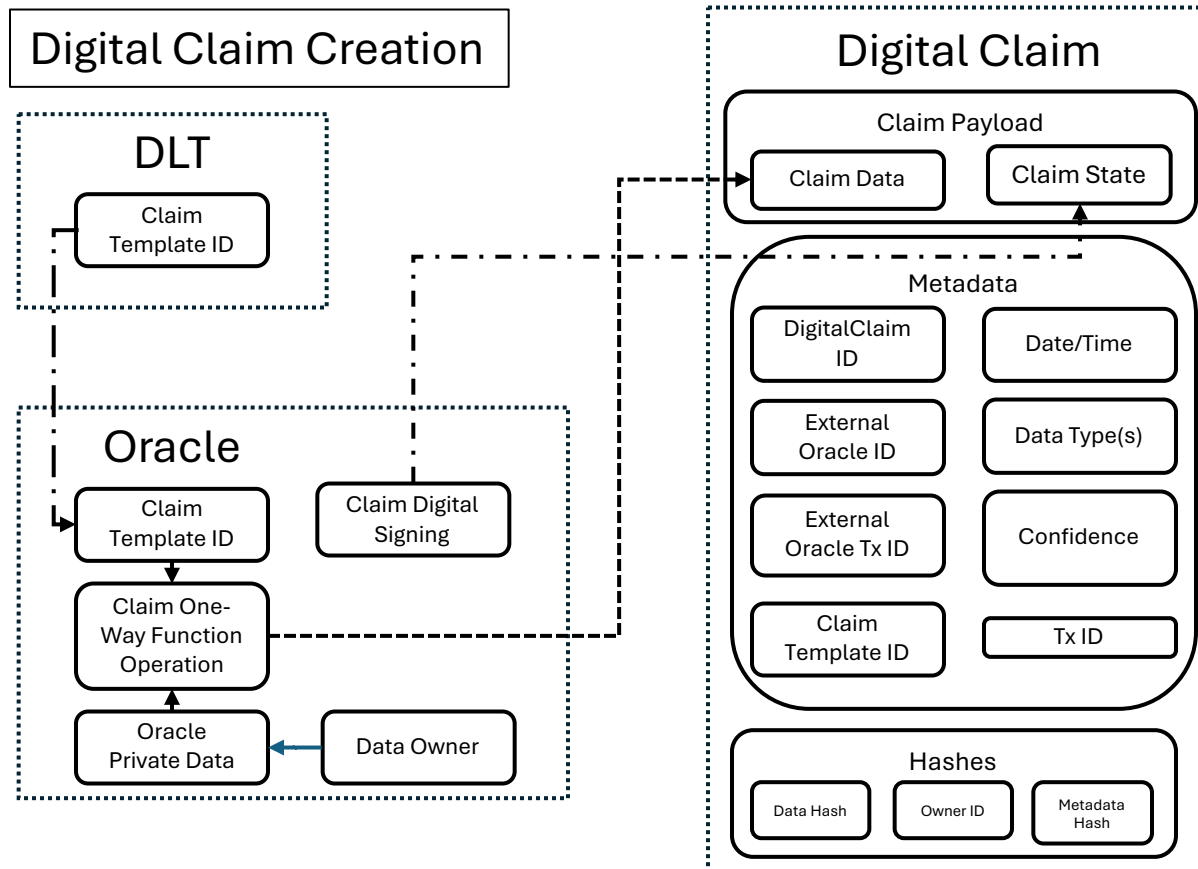 Digital Claim Creation
DLT
Claim
Template ID
Oracle
Claim
Template ID
Claim Digital
Signing
Claim One-
Way Function
Operation
Oracle
Private Data
Data Owner
Digital Claim
Claim Payload
Claim Data
Claim State
Metadata
DigitalClaim
ID
Date/Time
External
Oracle ID
Data Type(s)
External
Oracle Tx ID
Confidence
Claim
Template ID
Tx ID
Hashes
Data Hash
Owner ID
Metadata
Hash